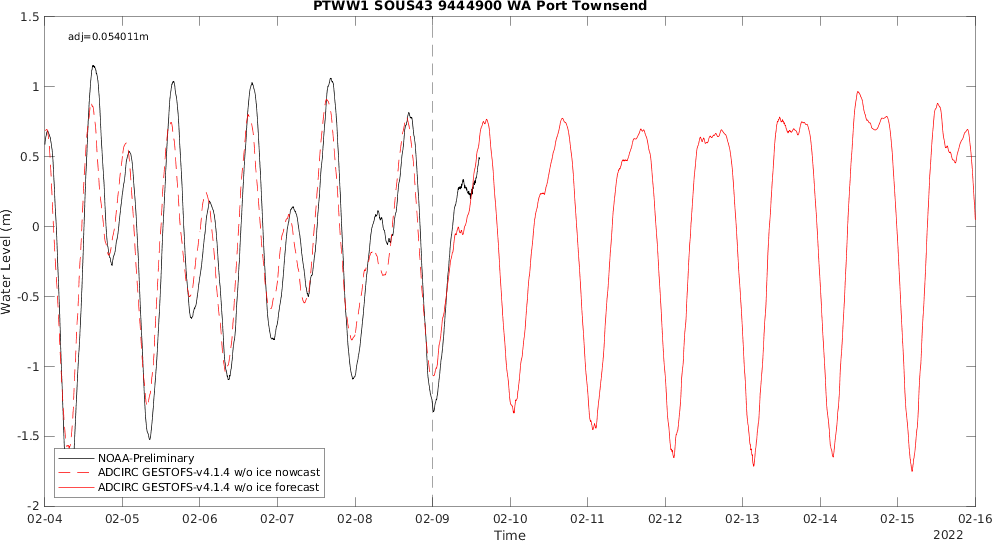 PTWW1 SOUS43 9444900 WA Port Townsend
adj=0.054011m
1.5
1
0.5
0
-0.5
-1
-1.5
-2
Water Level (m)
NOAA-Preliminary
ADCIRC GESTOFS-v4.1.4 w/o ice nowcast
ADCIRC GESTOFS-v4.1.4 w/o ice forecast
02-04 02-05 02-06 02-07 02-08 02-09 02-10 02-11 02-12 02-13 02-14 02-15 02-16
Time
2022